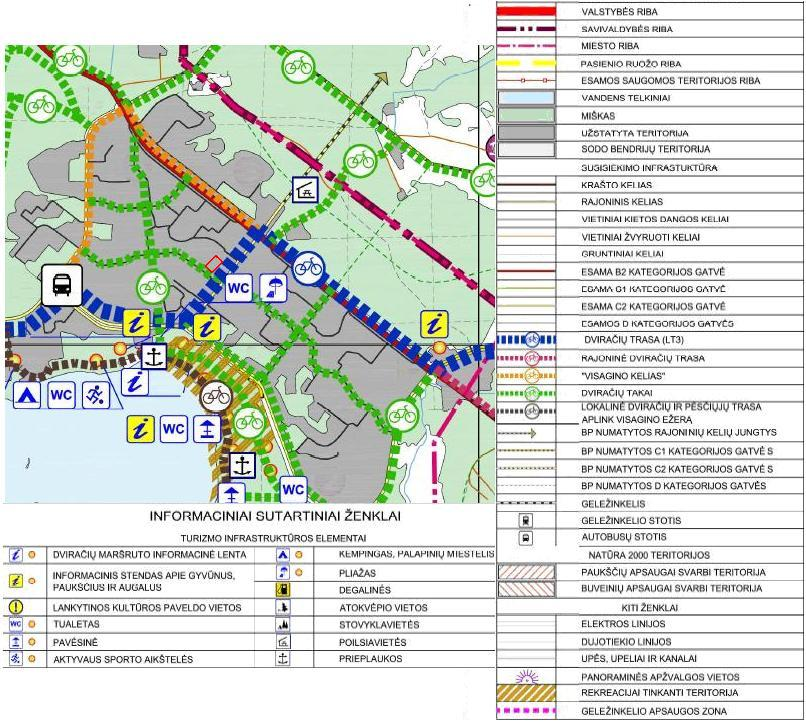 VALSTYBĖS RIBA
SAVIVALDYBĖS RIBA
MIESTO RIBA
PASIENIO RUOŽO RIBA
ESAMOS SAUGOMOS TERITORIJOS RIBA
VANDENS TELKINIAI
MIŠKAS
UŽSTATYTA TERITORIJA
SODO BENDRIJŲ TERITORIJA
SUSISIEKIMO INFRASTUKTŪRA
KRAŠTO KELIAS
RAJONINIS KELIAS
VIETINIAI KIETOS DANGOS KELIAI
VIETINIAI ŽVYRUOTI KELIAI
GRUNTINIAI KELIAI
ESAMA B2 KATEGORIJOS GATVĖ
ESAMA C1 KATEGORIJOS GATVĖ
ESAMA C2 KATEGORIJOS GATVĖ
ESAMOS D KATEGORIJOS GATVĖS
DVIRAČIŲ TRASA (LT3)
RAJONINĖ DVIRAČIŲ TRASA
"VISAGINO KELIAS"
DVIRAČIŲ TAKAI
LOKALINĖ DVIRAČIŲ IR PĖSČIŲJŲ TRASA
APLINK VISAGINO EŽERĄ
BP NUMATYTOS RAJONINIŲ KELIŲ JUNGTYS
BP NUMATYTOS C1 KATEGORIJOS GATVĖ S
BP NUMATYTOS C2 KATEGORIJOS GATVĖ S
BP NUMATYTOS D KATEGORIJOS GATVĖS
GELEŽINKELIS
GELEŽINKELIO STOTIS
AUTOBUSŲ STOTIS
NATŪRA 2000 TERITORIJOS
PAUKŠČIŲ APSAUGAI SVARBI TERITORIJA
BUVEINIŲ APSAUGAI SVARBI TERITORIJA
KITI ŽENKLAI
ELEKTROS LINIJOS
DUJOTIEKIO LINIJOS
UPĖS, UPELIAI IR KANALAI
PANORAMINĖS APŽVALGOS VIETOS
REKREACIJAI TINKANTI TERITORIJA
GELEŽINKELIO APSAUGOS ZONA
WC
i
i
i
i
WC
i
WC
WC
INFORMACINIAI SUTARTINIAI ŽENKLAI
TURIZMO INFRASTRUKTŪROS ELEMENTAI
i DVIRAČIŲ MARŠRUTO INFORMACINĖ LENTA
i INFORMACINIS STENDAS APIE GYVŪNUS,
PAUKŠČIUS IR AUGALUS
! LANKYTINOS KULTŪROS PAVELDO VIETOS
WC TUALETAS
PAVĖSINĖ
AKTYVAUS SPORTO AIKŠTELĖS
KEMPINGAS, PALAPINIŲ MIESTELIS
PLIAŽAS
DEGALINĖS
ATOKVĖPIO VIETOS
STOVYKLAVIETĖS
POILSIAVIETĖS
PRIEPLAUKOS